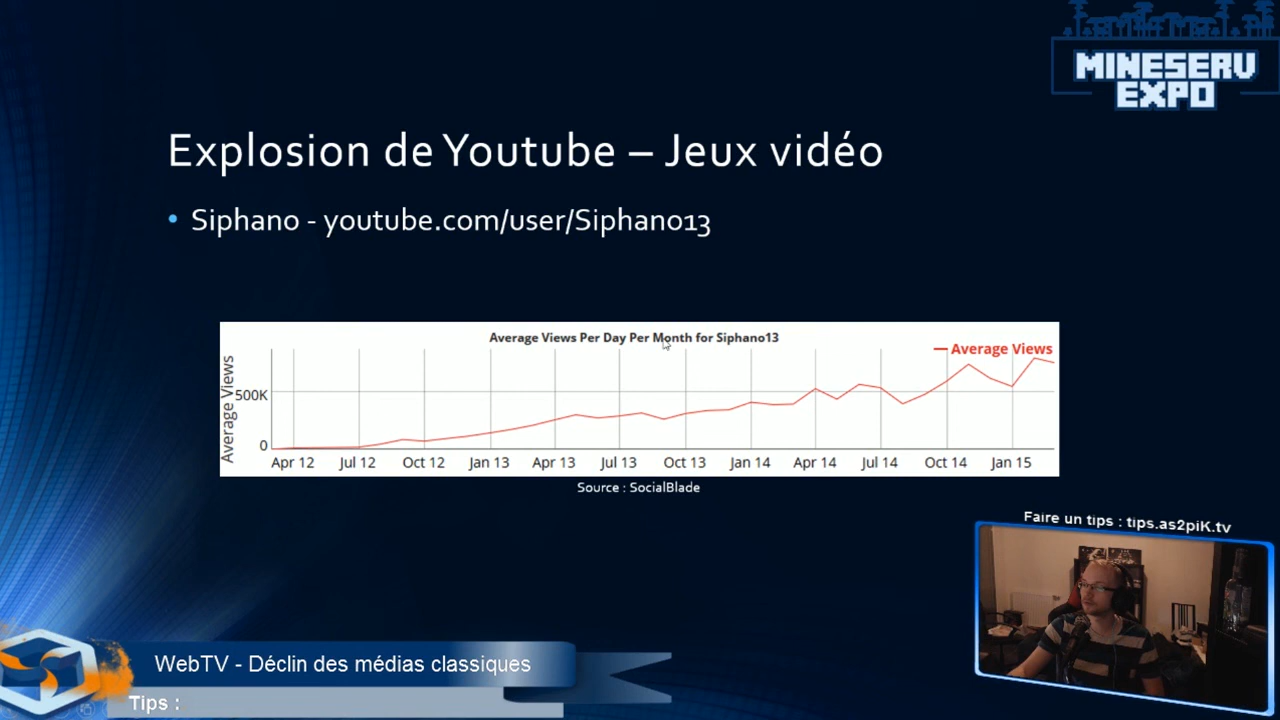 MINESERV
EXPO
Explosion de Youtube – Jeux vidéo
• Siphano - youtube.com/user/Siphano13
Average Views Per Day Per Month for Siphano13
Average Views
Average Views
500K
0
Apr 12 Jul 12 Oct 12 Jan 13 Apr 13 Jul 13 Oct 13 Jan 14 Apr 14 Jul 14 Oct 14 Jan 15
Source : SocialBlade
Faire un tips : tips.as2piK.tv
WebTV - Déclin des médias classiques
Tips :